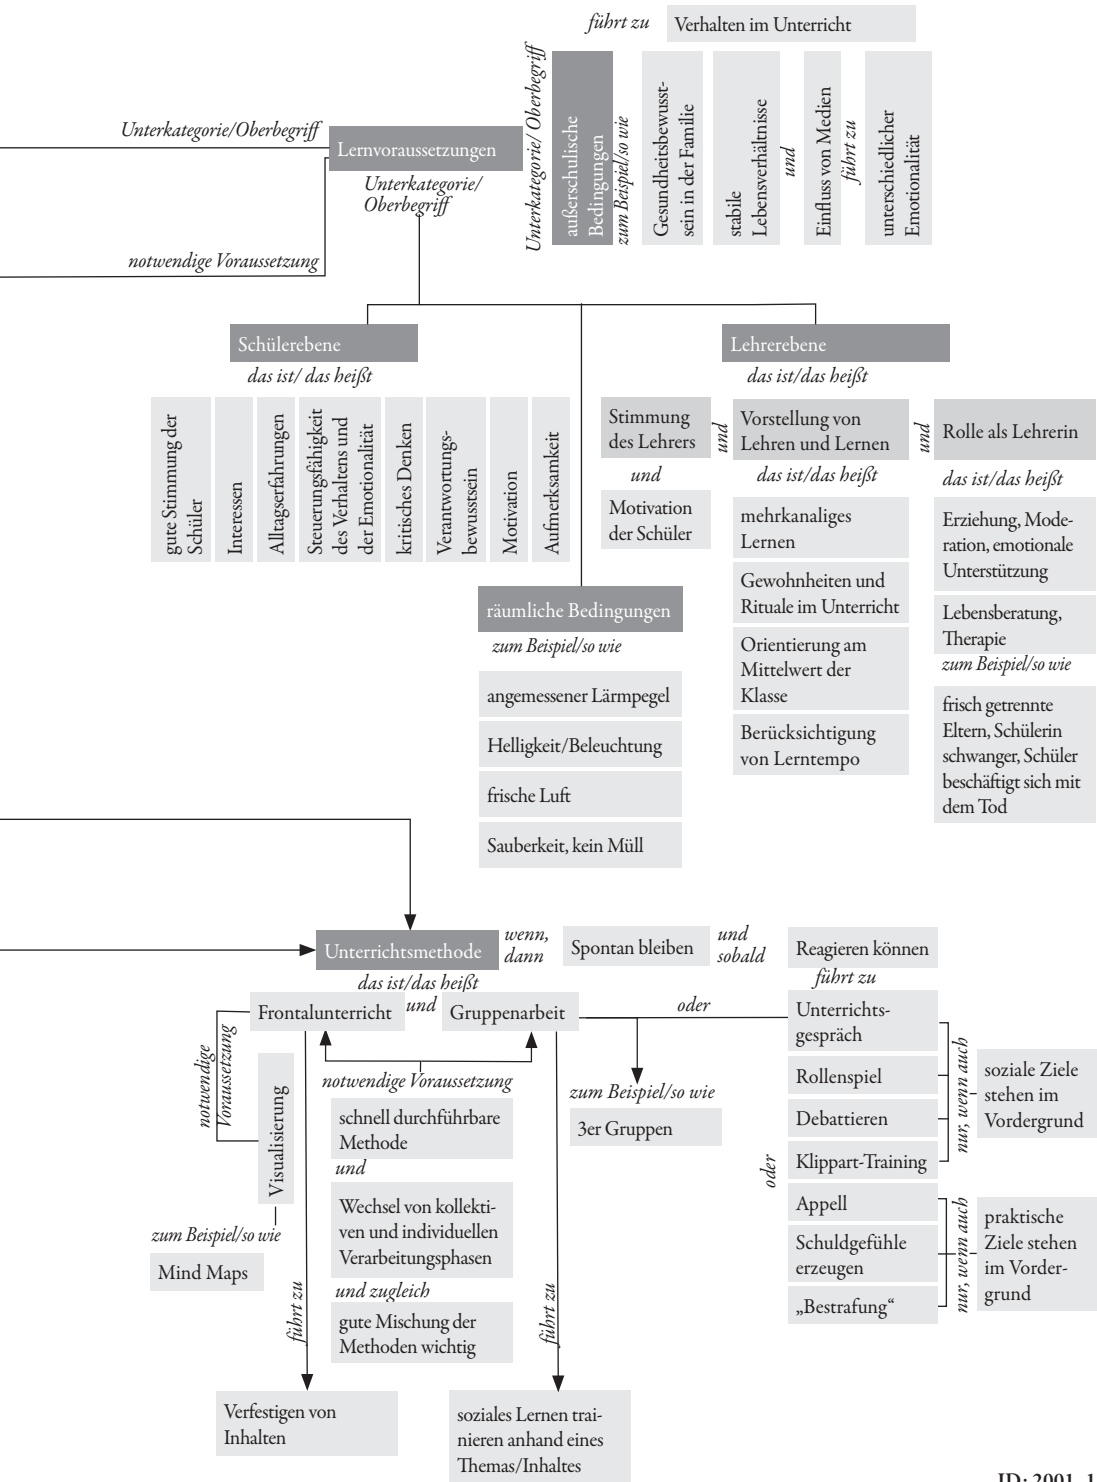 führt zu
Verhalten im Unterricht
Unterkategorie/Oberbegriff
Lernvoraussetzungen
Unterkategorie/
Oberbegriff
notwendige Voraussetzung
Unterkategorie/ Oberbegriff
außerschulische
Bedingungen
zum Beispiel/so wie
Gesundheitsbewusst-
sein in der Familie
stabile
Lebensverhältnisse
und
Einfluss von Medien
führt zu
unterschiedlicher
Emotionalität
Schülerebene
das ist/ das heißt
gute Stimmung der
Schüler
Interessen
Alltagserfahrungen
Steuerungsfähigkeit
des Verhaltens und
der Emotionalität
kritisches Denken
Verantwortungs-
bewusstsein
Motivation
Aufmerksamkeit
Lehrerebene
das ist/das heißt
Stimmung
des Lehrers
und
Motivation
der Schüler
und
Vorstellung von
Lehren und Lernen
das ist/das heißt
mehrkanaliges
Lernen
Gewohnheiten und
Rituale im Unterricht
Orientierung am
Mittelwert der
Klasse
Berücksichtigung
von Lerntempo
und
Rolle als Lehrerin
das ist/das heißt
Erziehung, Mode-
ration, emotionale
Unterstützung
Lebensberatung,
Therapie
zum Beispiel/so wie
frisch getrennte
Eltern, Schülerin
schwanger, Schüler
beschäftigt sich mit
dem Tod
räumliche Bedingungen
zum Beispiel/so wie
angemessener Lärmpegel
Helligkeit/Beleuchtung
frische Luft
Sauberkeit, kein Müll
Unterrichtsmethode
wenn,
dann
Spontan bleiben
und
sobald
Reagieren können
führt zu
das ist/das heißt
Frontalunterricht
und
Gruppenarbeit
oder
Unterrichts-
gespräch
Rollenspiel
Debattieren
Klippart-Training
nur, wenn auch
soziale Ziele
stehen im
Vordergrund
oder
Appell
Schuldgefühle
erzeugen
„Bestrafung“
nur, wenn auch
praktische
Ziele stehen
im Vorder-
grund
notwendige
Voraussetzung
Visualisierung
zum Beispiel/so wie
Mind Maps
führt zu
notwendige Voraussetzung
schnell durchführbare
Methode
und
Wechsel von kollekti-
ven und individuellen
Verarbeitungsphasen
und zugleich
gute Mischung der
Methoden wichtig
führt zu
zum Beispiel/so wie
3er Gruppen
Verfestigen von
Inhalten
soziales Lernen trai-
nieren anhand eines
Themas/Inhaltes